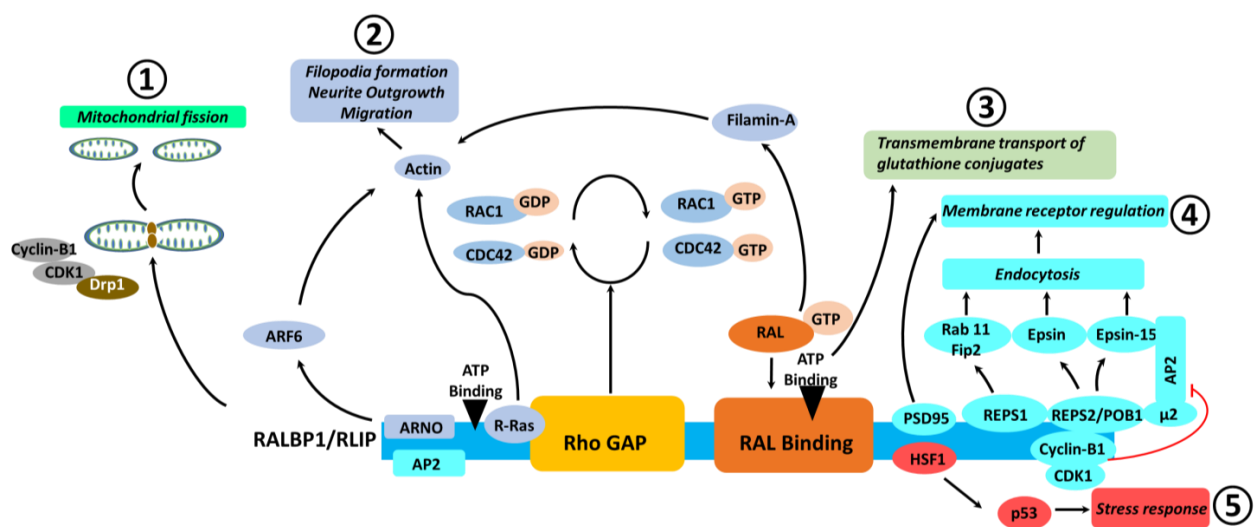 1
Mitochondrial fission
2
Filopodia formation
Neurite Outgrowth
Migration
3
Transmembrane transport of
glutathione conjugates
4
Membrane receptor regulation
Endocytosis
Filamin-A
Actin
RAC1
GDP
RAC1
GTP
CDC42
GDP
CDC42
GTP
Cyclin-B1
CDK1
Drp1
ARF6
RAL
GTP
Rab 11
Fip2
Epsin
Epsin-15
AP2
μ2
ATP
Binding
ATP
Binding
RALBP1/RLIP
ARNO
AP2
R-Ras
Rho GAP
RAL Binding
PSD95
HSF1
REPS1
REPS2/POB1
Cyclin-B1
CDK1
p53
Stress response
5